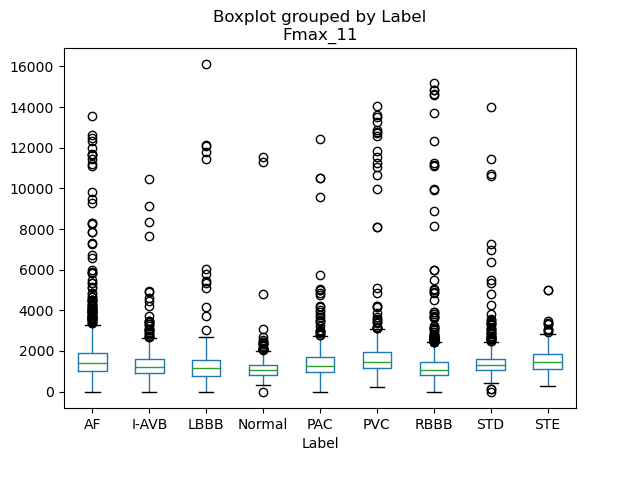 Boxplot grouped by Label
Fmax_11
16000
14000
12000
10000
8000
6000
4000
2000
0
AF I-AVB LBBB Normal PAC PVC RBBB STD STE
Label